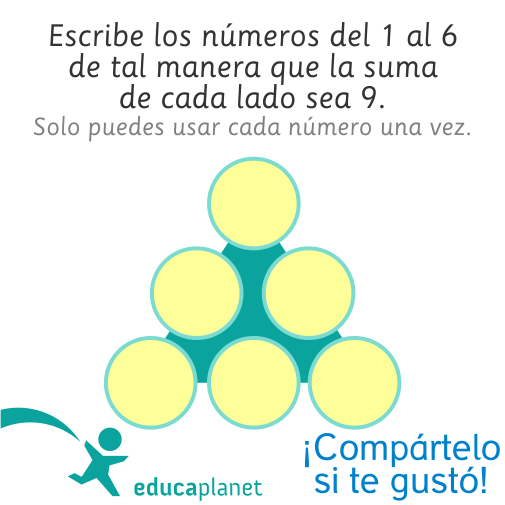 Escribe los números del 1 al 6
de tal manera que la suma
de cada lado sea 9.
Solo puedes usar cada número una vez.
educaplanet
¡Compártelo
si te gustó!